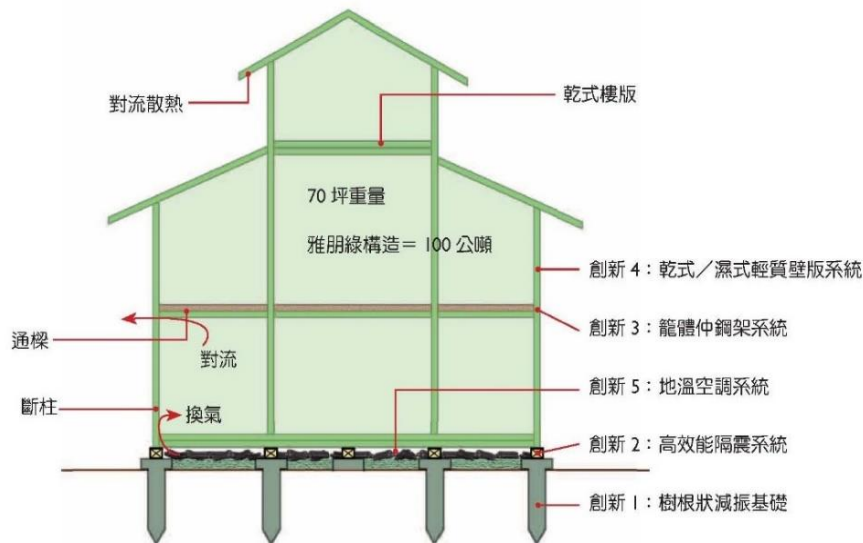 對流散熱
乾式樓版
70 坪重量
雅朋綠構造= 100 公噸
創新 4:乾式/濕式輕質壁版系統
創新 3:籠體仲鋼架系統
通樑
對流
創新 5:地溫空調系統
斷柱
換氣
創新 2:高效能隔震系統
創新 1:樹根狀減振基礎